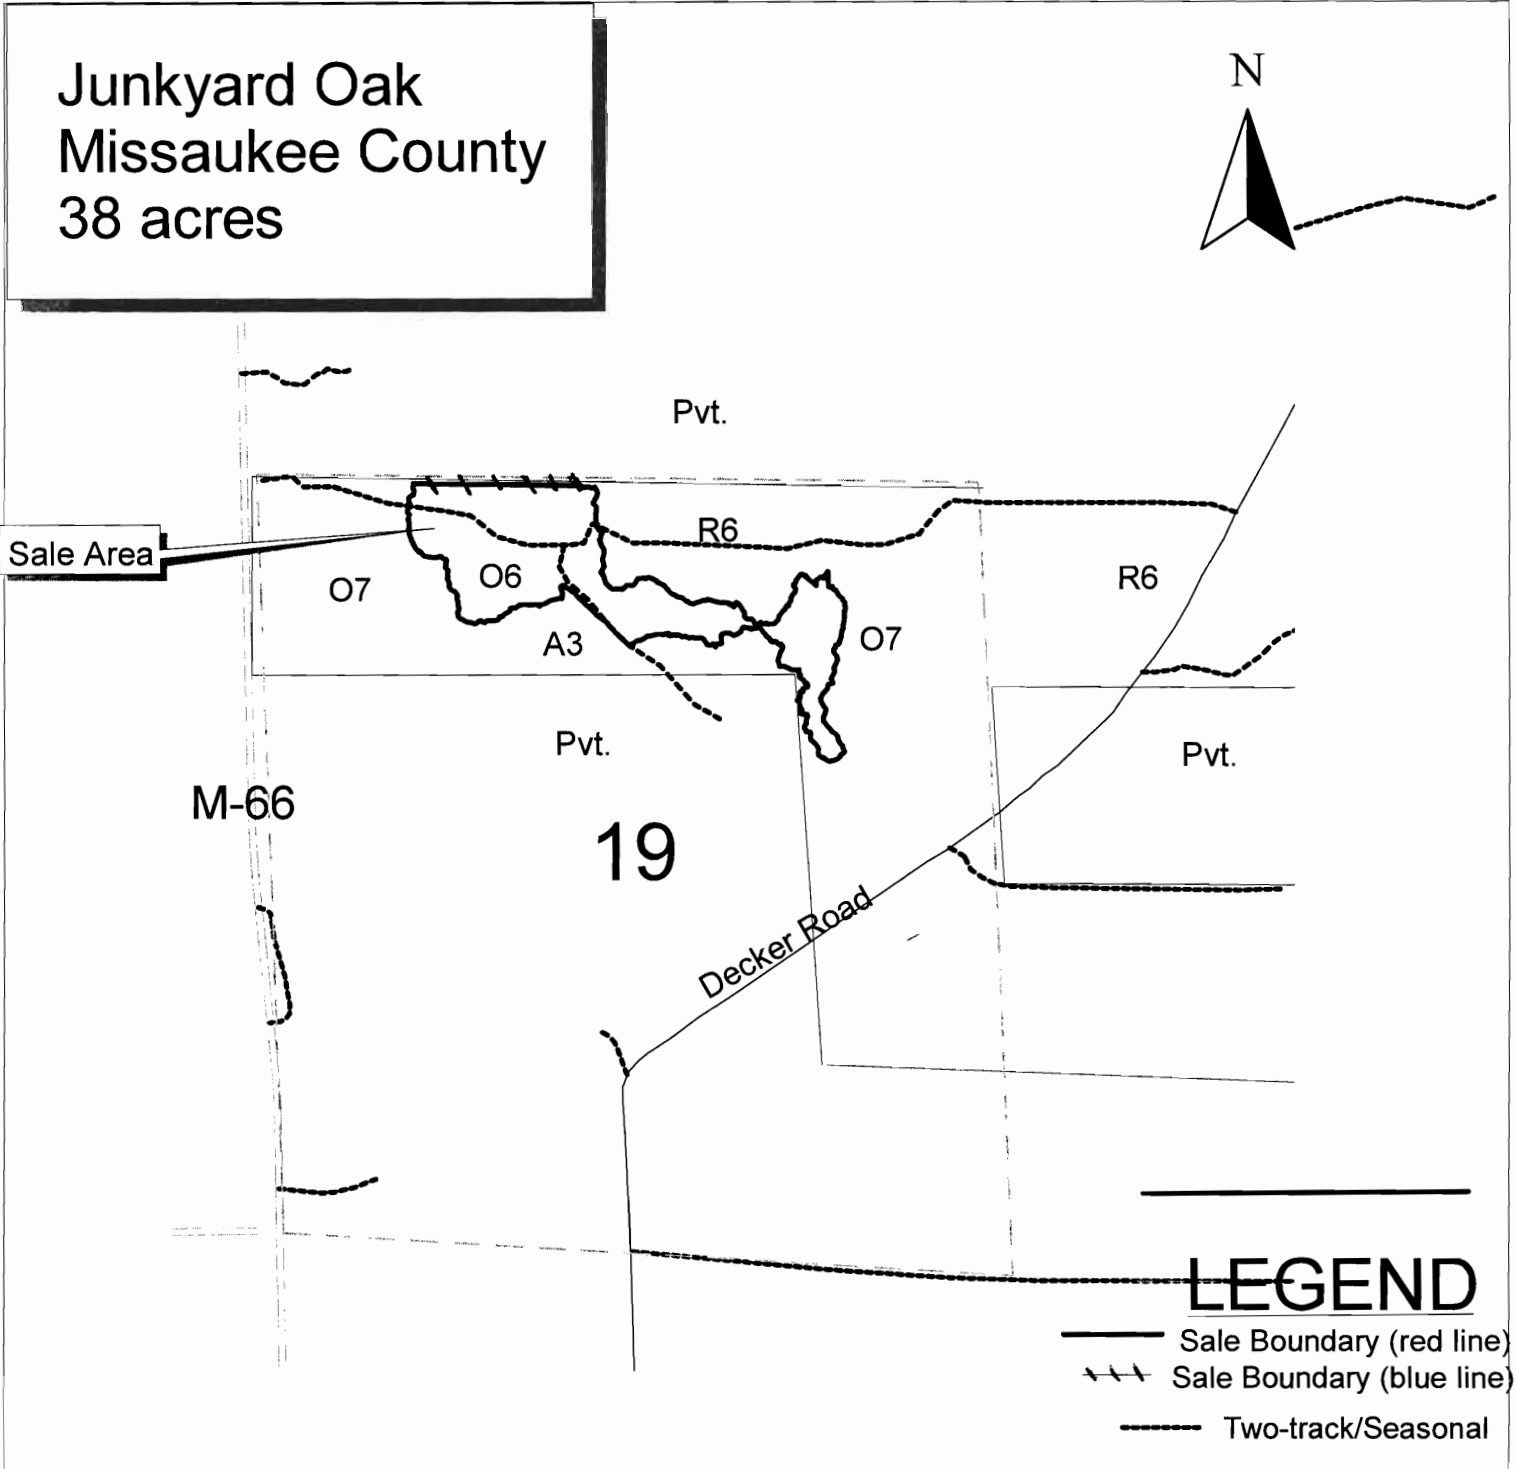 Junkyard Oak
Missaukee County
38 acres
N
Pvt.
R6
Sale Area
O7
O6
R6
A3
O7
Pvt.
Pvt.
M-66
19
Decker Road
LEGEND
Sale Boundary (red line)
Sale Boundary (blue line)
Two-track/Seasonal